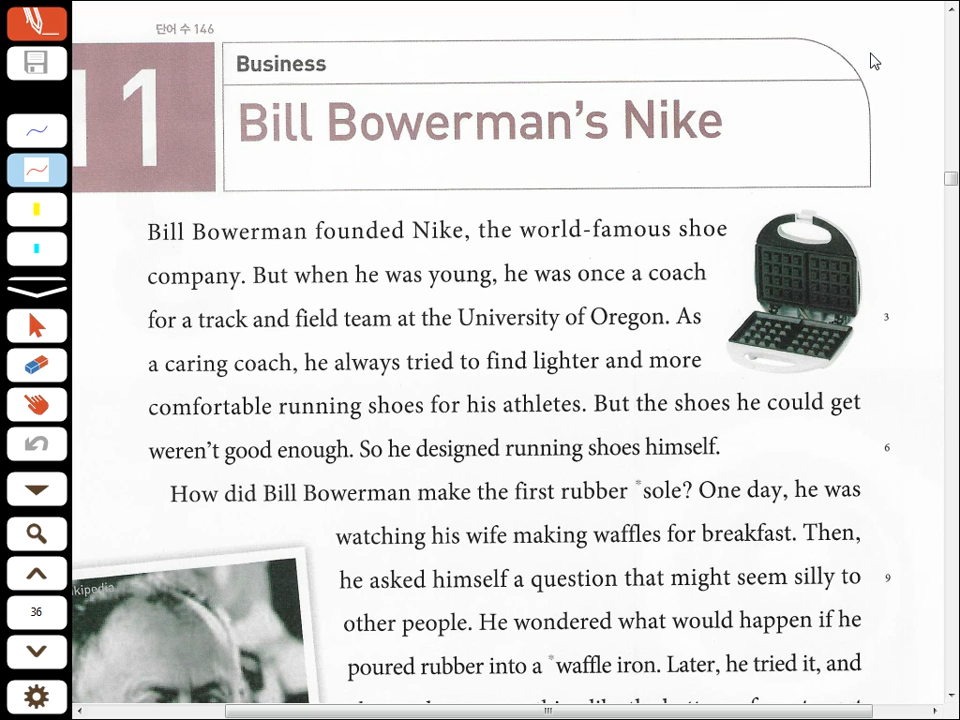 단어 수 146
11
Business
Bill Bowerman's Nike
Bill Bowerman founded Nike, the world-famous shoe
company. But when he was young, he was once a coach
for a track and field team at the University of Oregon. As
3
a caring coach, he always tried to find lighter and more
comfortable running shoes for his athletes. But the shoes he could get
weren't good enough. So he designed running shoes himself.
6
How did Bill Bowerman make the first rubber *sole? One day, he was
watching his wife making waffles for breakfast. Then,
he asked himself a question that might seem silly to
9
other people. He wondered what would happen if he
poured rubber into a *waffle iron. Later, he tried it, and
kipedia
36